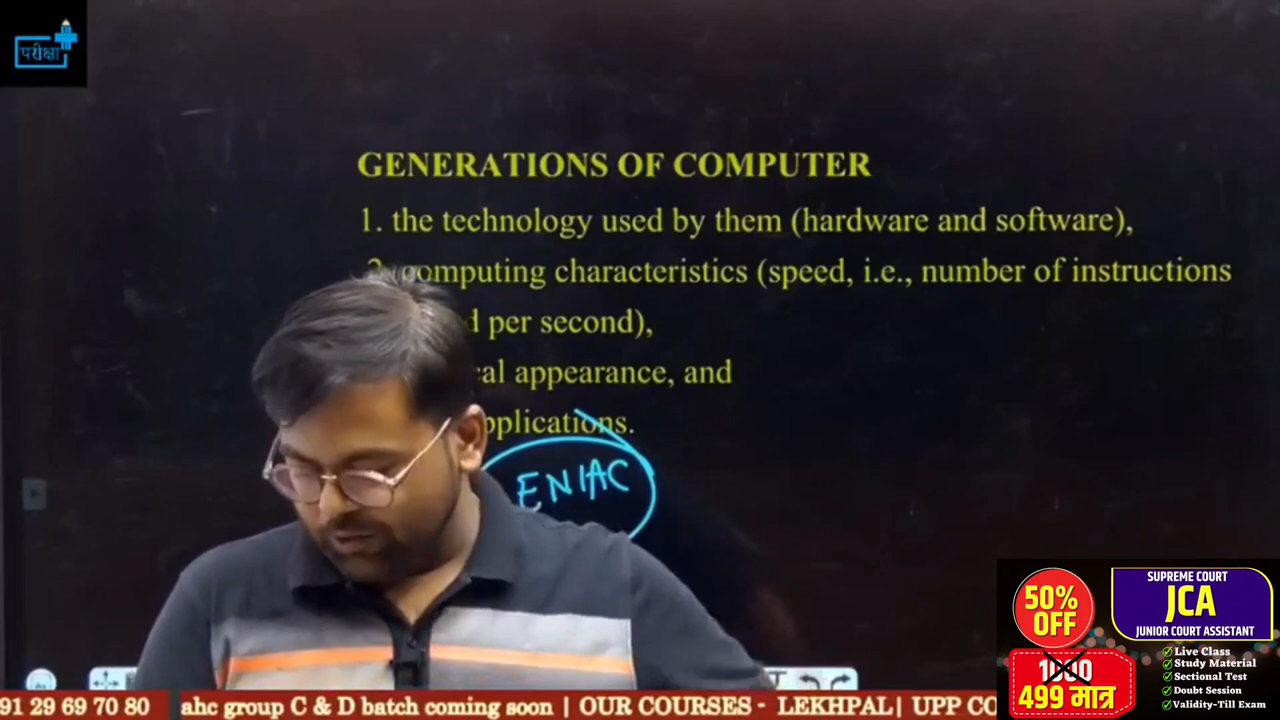 परीक्षा
GENERATIONS OF COMPUTER
1. the technology used by them (hardware and software),
computing characteristics (speed, i.e., number of instructions
per second),
appearance, and
ENIAC
50%
OFF
1000
499 मात्र
SUPREME COURT
JCA
JUNIOR COURT ASSISTANT
Live Class
Study Material
Sectional Test
Doubt Session
Validity-Till Exam
91 29 69 70 80 ahc group C & D batch coming soon | OUR COURSES - LEKHPAL| UPP CO